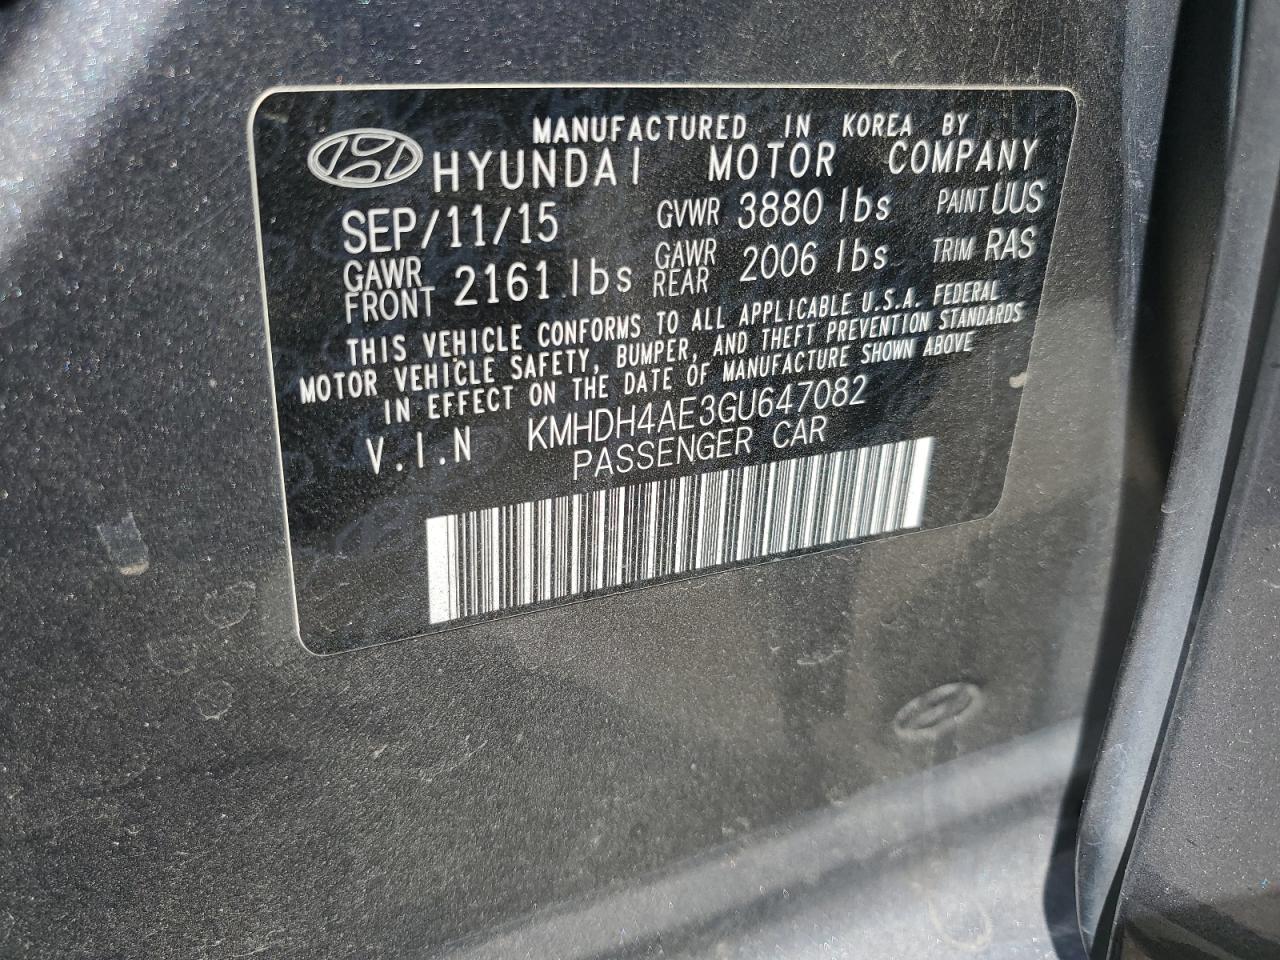 MANUFACTURED IN KOREA BY
HYUNDAI MOTOR COMPANY
SEP/11/15 GVWR 3880 lbs PAINT UUS
GAWR FRONT 2161 lbs GAWR REAR 2006 lbs TRIM RAS
THIS VEHICLE CONFORMS TO ALL APPLICABLE U.S.A. FEDERAL
MOTOR VEHICLE SAFETY, BUMPER, AND THEFT PREVENTION STANDARDS
IN EFFECT ON THE DATE OF MANUFACTURE SHOWN ABOVE
V.I.N KMHDH4AE3GU647082
PASSENGER CAR